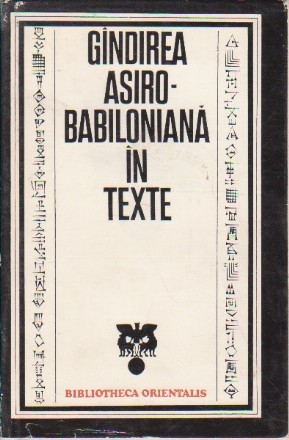 GÎNDIREA
ASIRO-
BABILONIANĂ
ÎN
TEXTE
BIBLIOTHECA ORIENTALIS